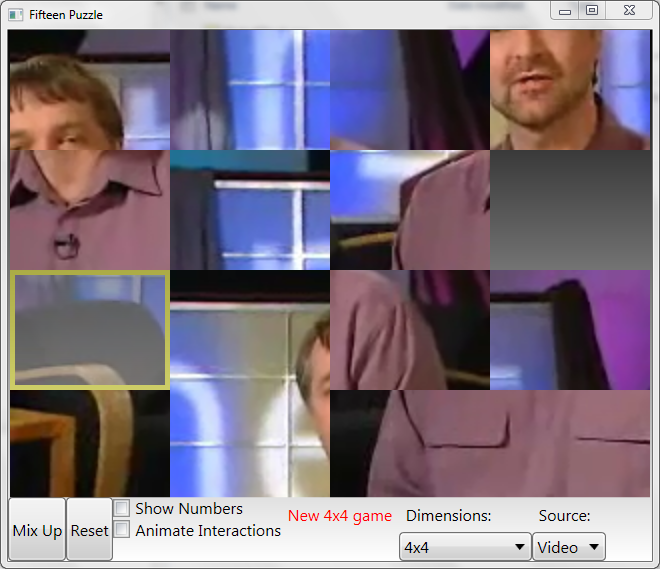 Fifteen Puzzle
Mix Up
Reset
Show Numbers
Animate Interactions
New 4x4 game
Dimensions:
Source:
4x4
Video